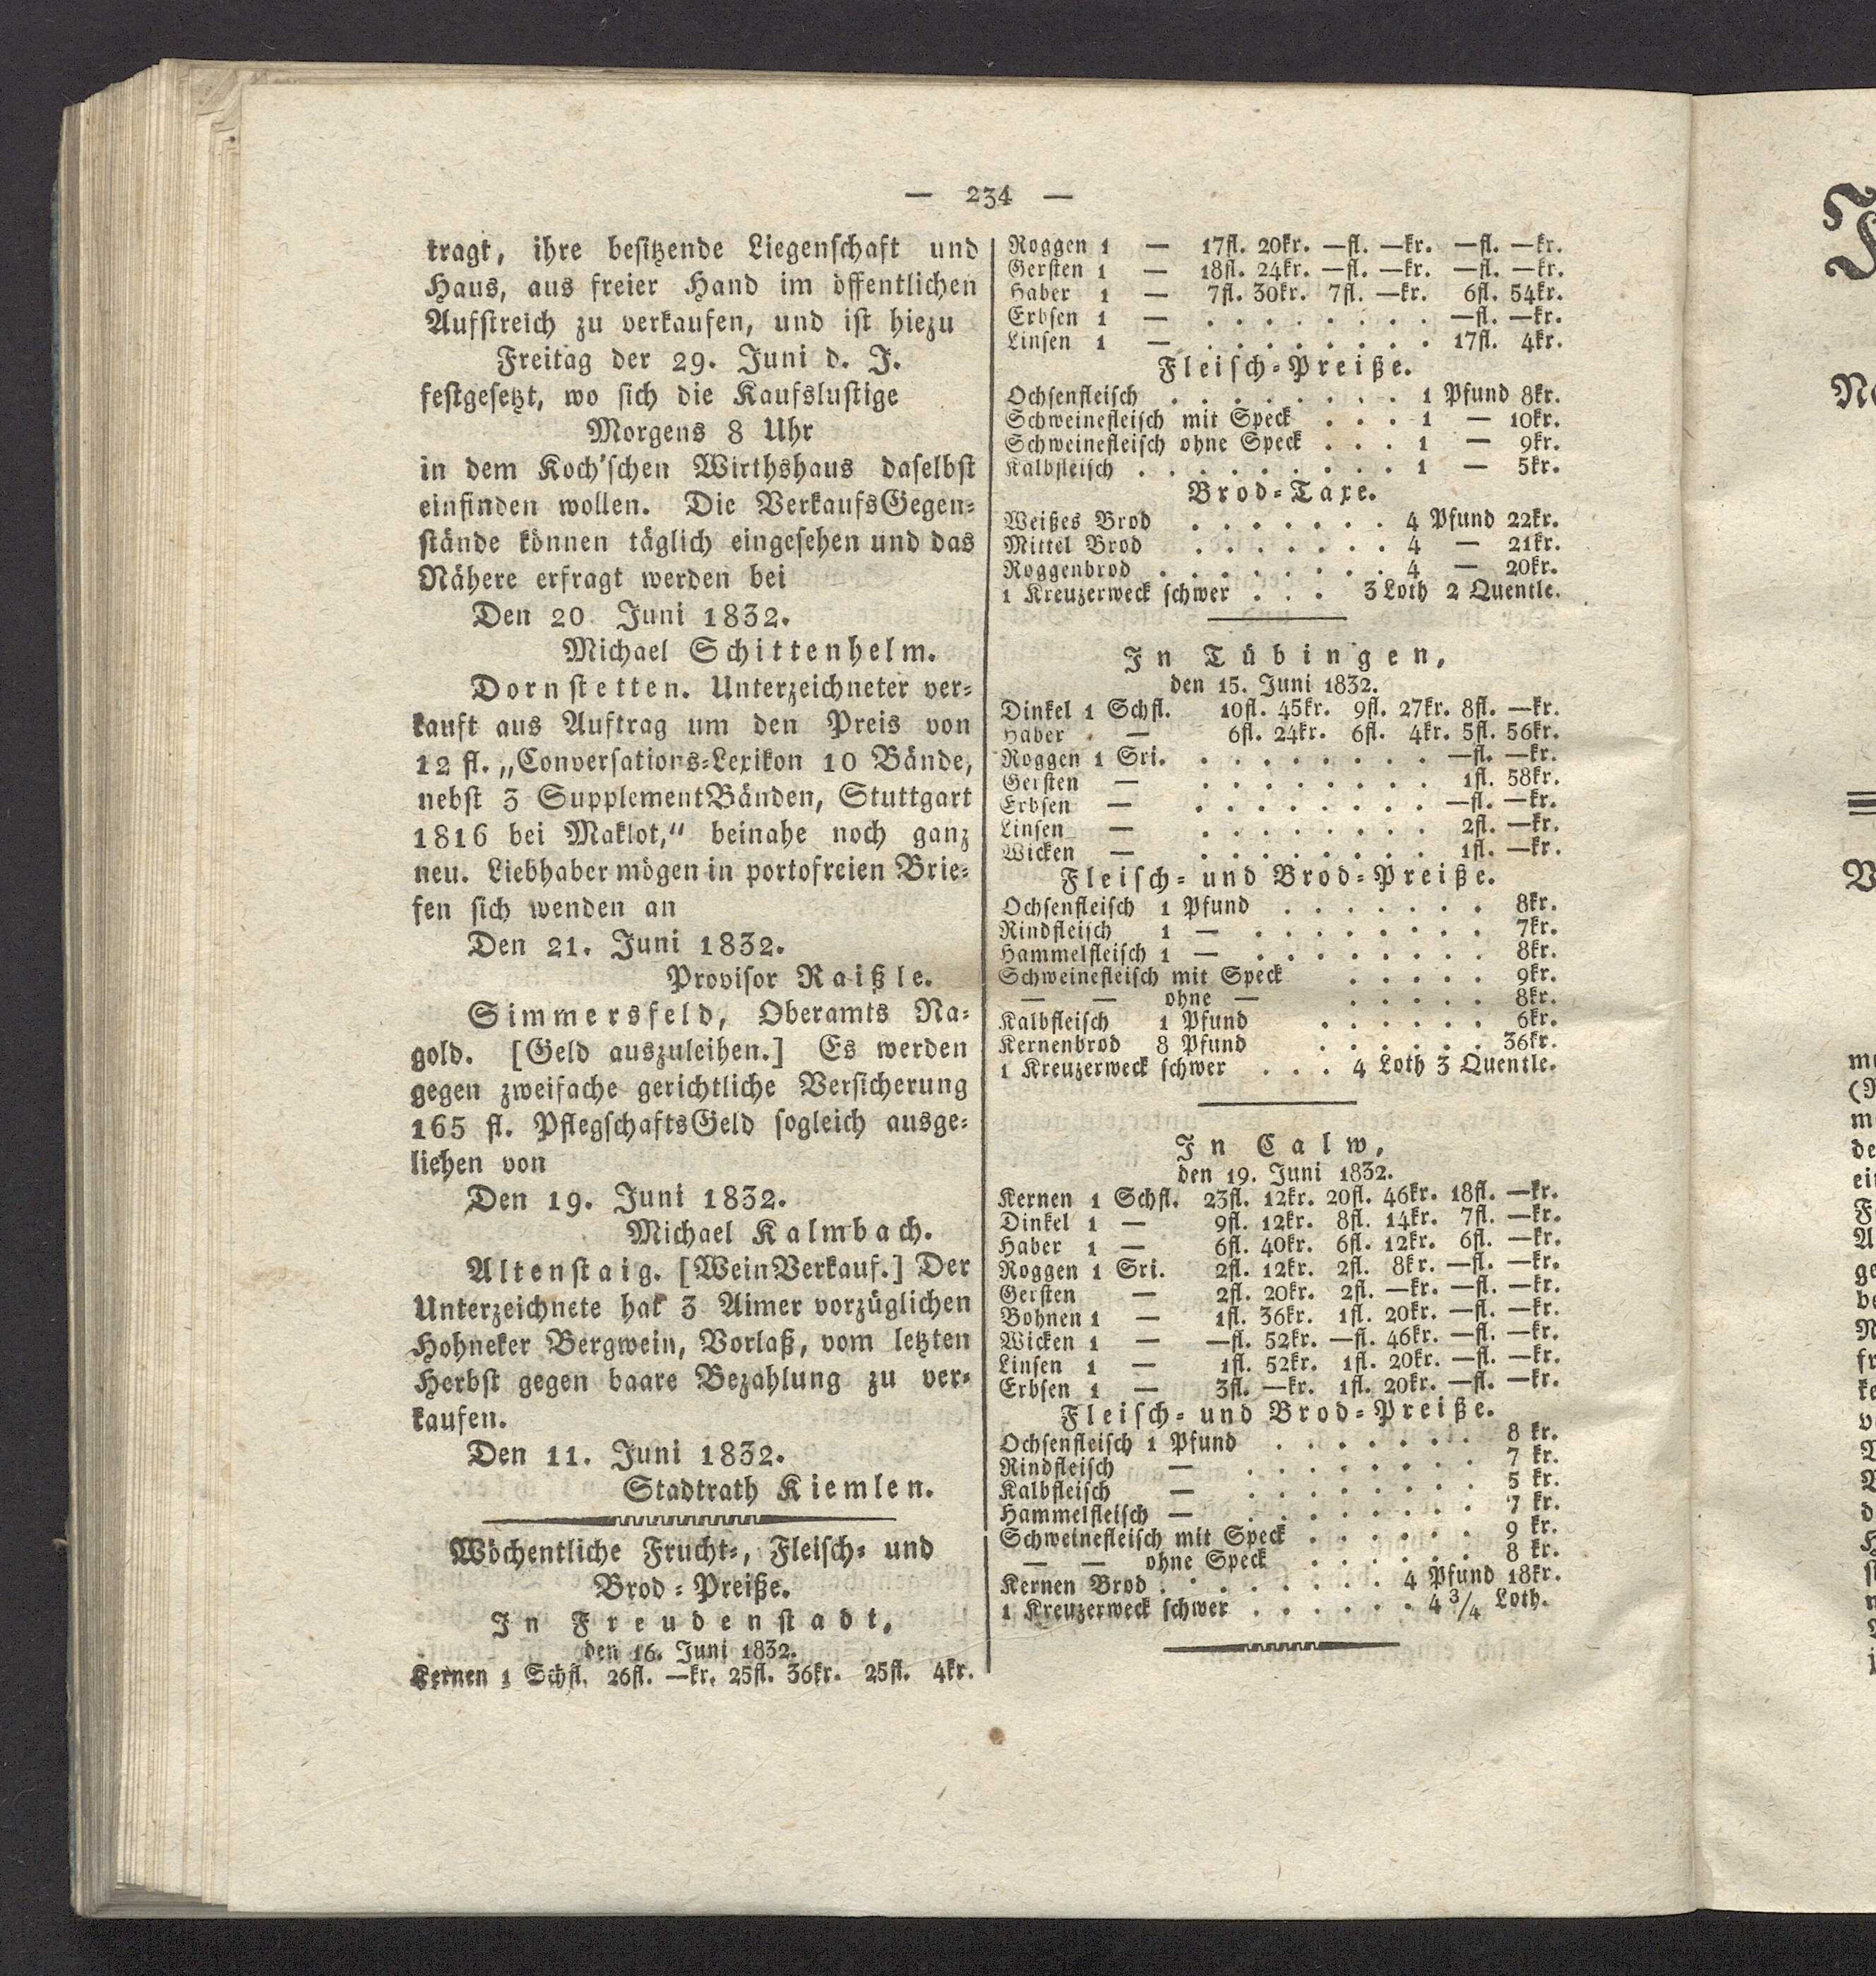 — 234 —
tragt, ihre besitzende Liegenschaft und
Haus, aus freier Hand im öffentlichen
Aufstreich zu verkaufen, und ist hiezu
Freitag der 29. Juni d. J.
festgesetzt, wo sich die Kaufslustige
Morgens 8 Uhr
in dem Koch'schen Wirthshaus daselbst
einfinden wollen. Die VerkaufsGegen-
stände können täglich eingesehen und das
Nähere erfragt werden bei
Den 20 Juni 1832.
Michael Schittenhelm.
Dornstetten. Unterzeichneter ver-
kauft aus Auftrag um den Preis von
12 fl. „Conversations-Lexikon 10 Bände,
nebst 3 SupplementBänden, Stuttgart
1816 bei Maklot,“ beinahe noch ganz
neu. Liebhaber mögen in portofreien Brie-
fen sich wenden an
Den 21. Juni 1832.
Provisor Raißle.
Simmersfeld, Oberamts Na-
gold. [Geld auszuleihen.] Es werden
gegen zweifache gerichtliche Versicherung
165 fl. PflegschaftsGeld sogleich ausge-
liehen von
Den 19. Juni 1832.
Michael Kalmbach.
Altenstaig. [WeinVerkauf.] Der
Unterzeichnete hat 3 Aimer vorzüglichen
Hohneker Bergwein, Vorlaß, vom letzten
Herbst gegen baare Bezahlung zu ver-
kaufen.
Den 11. Juni 1832.
Stadtrath Kiemlen.
Wöchentliche Frucht-, Fleisch- und
Brod-Preiße.
In Freudenstadt,
den 16. Juni 1832.
Kernen 1 Schfl. 26fl. —kr. 25fl. 36kr. 25fl. 4kr.
Roggen 1 — 17fl. 20kr. —fl. —kr. —fl. —kr.
Gersten 1 — 18fl. 24kr. —fl. —kr. —fl. —kr.
Haber 1 — 7fl. 30kr. 7fl. —kr. 6fl. 54kr.
Erbsen 1 — . . . . . . . . —fl. —kr.
Linsen 1 — . . . . . . . . 17fl. 4kr.
Fleisch-Preiße.
Ochsenfleisch . . . . . . . . 1 Pfund 8kr.
Schweinefleisch mit Speck . . . 1 — 10kr.
Schweinefleisch ohne Speck . . . 1 — 9kr.
Kalbfleisch . . . . . . . . . 1 — 5kr.
Brod-Taxe.
Weißes Brod . . . . . . . 4 Pfund 22kr.
Mittel Brod . . . . . . . 4 — 21kr.
Roggenbrod . . . . . . . . 4 — 20kr.
1 Kreuzerweck schwer . . . 3 Loth 2 Quentle.
In Tübingen,
den 15. Juni 1832.
Dinkel 1 Schfl. 10fl. 45kr. 9fl. 27kr. 8fl. —kr.
Haber . — 6fl. 24kr. 6fl. 4kr. 5fl. 56kr.
Roggen 1 Sri. . . . . . . . . —fl. —kr.
Gersten — . . . . . . . . 1fl. 58kr.
Erbsen — . . . . . . . . —fl. —kr.
Linsen — . . . . . . . . 2fl. —kr.
Wicken — . . . . . . . . 1fl. —kr.
Fleisch- und Brod-Preiße.
Ochsenfleisch 1 Pfund . . . . . . . 8kr.
Rindfleisch 1 — . . . . . . . . 7kr.
Hammelfleisch 1 — . . . . . . . . 8kr.
Schweinefleisch mit Speck . . . . . 9kr.
— — ohne — . . . . . 8kr.
Kalbfleisch 1 Pfund . . . . . . 6kr.
Kernenbrod 8 Pfund . . . . . . 36kr.
1 Kreuzerweck schwer . . . 4 Loth 3 Quentle.
In Calw,
den 19. Juni 1832.
Kernen 1 Schfl. 23fl. 12kr. 20fl. 46kr. 18fl. —kr.
Dinkel 1 — 9fl. 12kr. 8fl. 14kr. 7fl. —kr.
Haber 1 — 6fl. 40kr. 6fl. 12kr. 6fl. —kr.
Roggen 1 Sri. 2fl. 12kr. 2fl. 8kr. —fl. —kr.
Gersten — 2fl. 20kr. 2fl. —kr. —fl. —kr.
Bohnen 1 — 1fl. 36kr. 1fl. 20kr. —fl. —kr.
Wicken 1 — —fl. 52kr. —fl. 46kr. —fl. —kr.
Linsen 1 — 1fl. 52kr. 1fl. 20kr. —fl. —kr.
Erbsen 1 — 3fl. —kr. 1fl. 20kr. —fl. —kr.
Fleisch- und Brod-Preiße.
Ochsenfleisch 1 Pfund . . . . . . . 8 kr.
Rindfleisch — . . . . . . . . 7 kr.
Kalbfleisch — . . . . . . . . 5 kr.
Hammelfleisch — . . . . . . . . 7 kr.
Schweinefleisch mit Speck . . . . . . 9 kr.
— — ohne Speck . . . . . . 8 kr.
Kernen Brod . . . . . . . . 4 Pfund 18kr.
1 Kreuzerweck schwer . . . . . . 4 3/4 Loth.